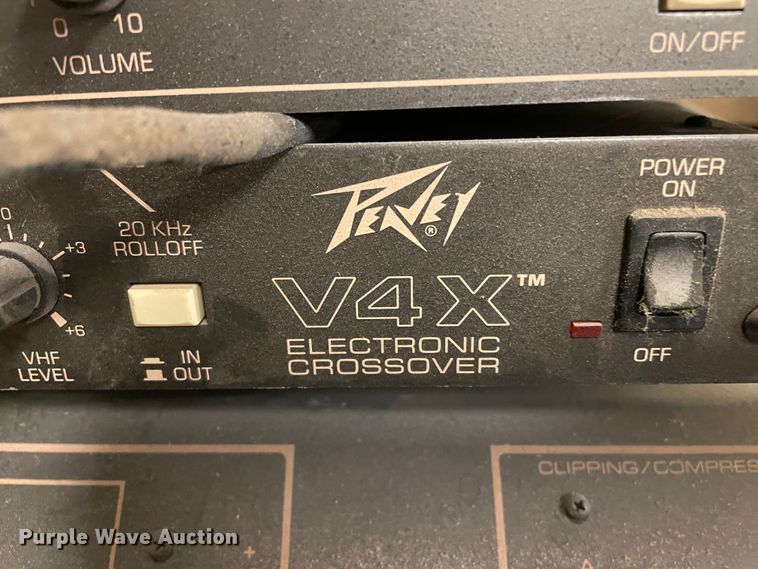 0 10
VOLUME
ON/OFF
PEAVEY®
V4X™
ELECTRONIC
CROSSOVER
20 KHz
ROLLOFF
0
+3
+6
VHF
LEVEL
IN
OUT
POWER
ON
OFF
CLIPPING/COMPRES
+
Purple Wave Auction